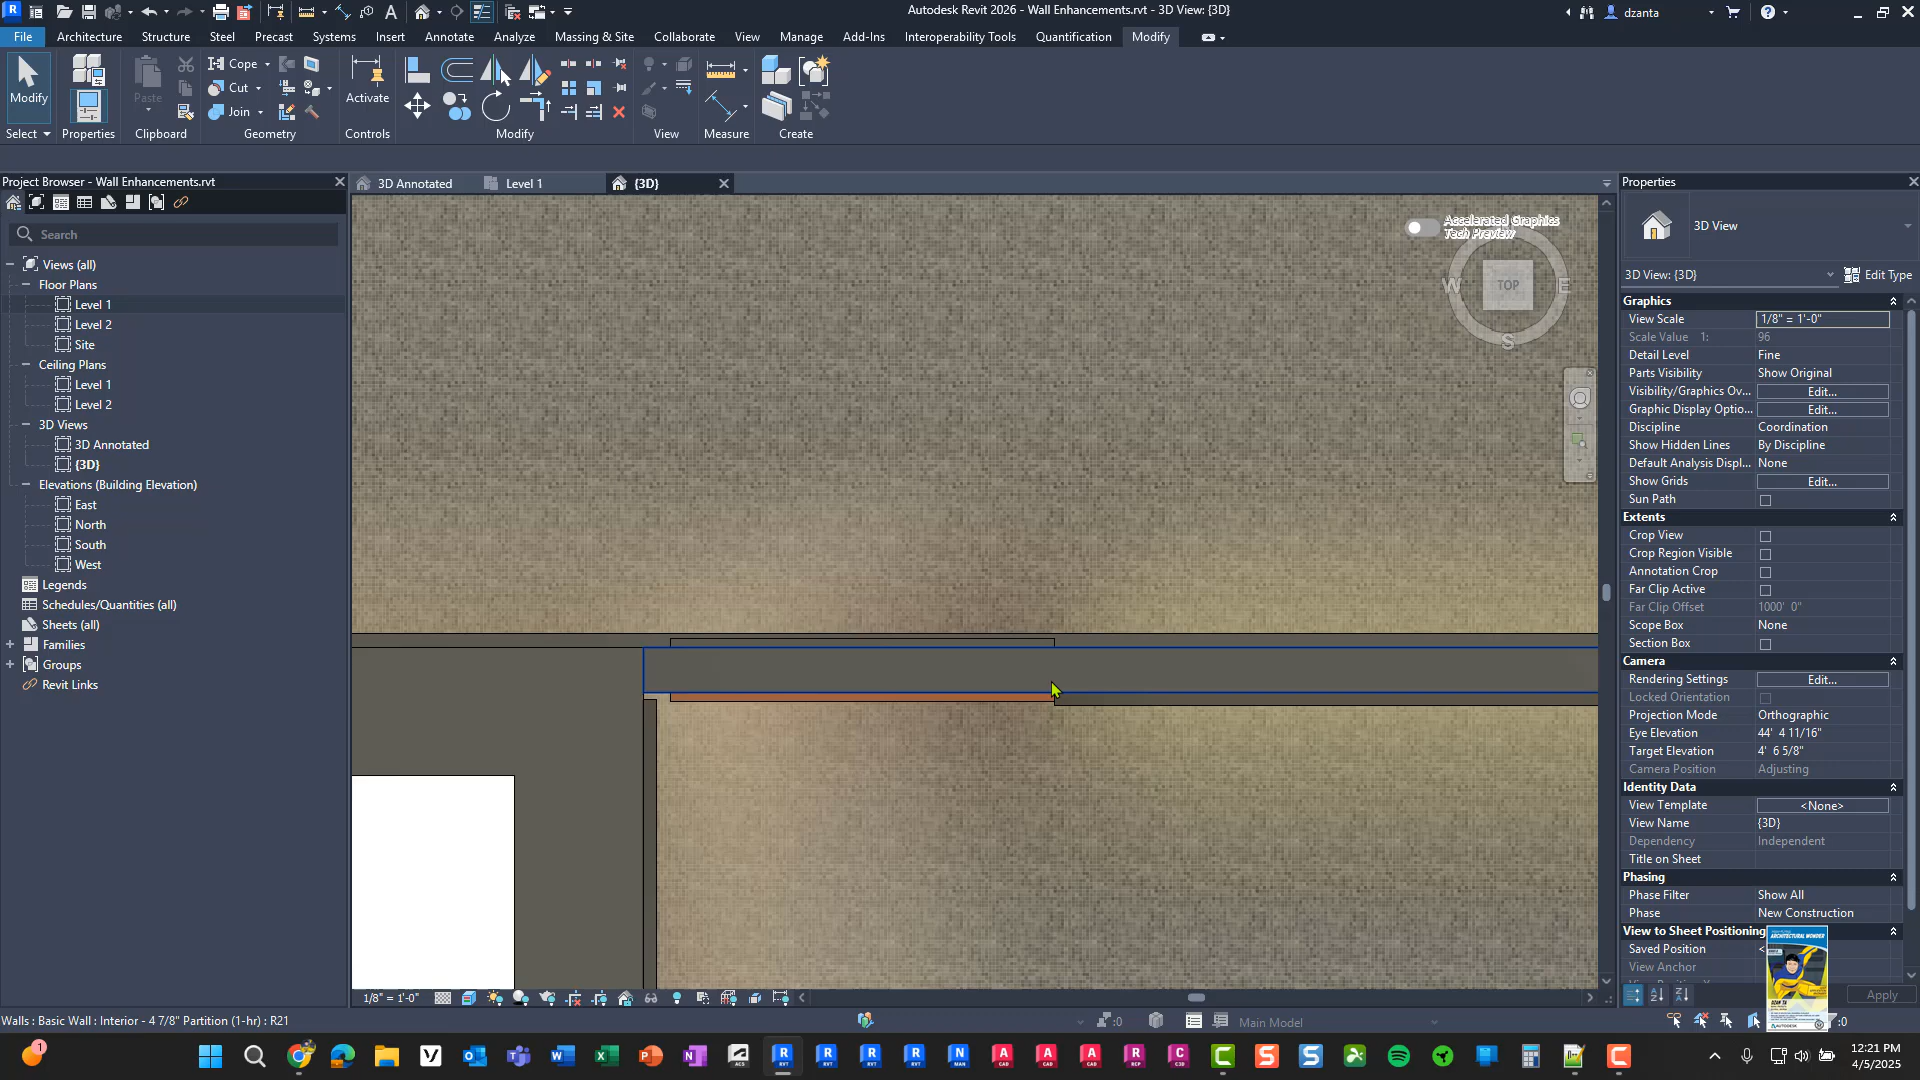 Autodesk Revit 2026 - Wall Enhancements.rvt - 3D View: {3D}
dzanta
File
Architecture
Structure
Steel
Precast
Systems
Insert
Annotate
Analyze
Massing & Site
Collaborate
View
Manage
Add-Ins
Interoperability Tools
Quantification
Modify
Modify
Paste
Cope
Cut
Join
Activate
Select
Properties
Clipboard
Geometry
Controls
Modify
View
Measure
Create
Project Browser - Wall Enhancements.rvt
Search
Views (all)
Floor Plans
Level 1
Level 2
Site
Ceiling Plans
Level 1
Level 2
3D Views
3D Annotated
{3D}
Elevations (Building Elevation)
East
North
South
West
Legends
Schedules/Quantities (all)
Sheets (all)
Families
Groups
Revit Links
3D Annotated
Level 1
{3D}
Accelerated Graphics
Tech Preview
TOP
W
E
S
Properties
3D View
3D View: {3D}
Edit Type
Graphics
View Scale 1/8" = 1'-0"
Scale Value 1: 96
Detail Level Fine
Parts Visibility Show Original
Visibility/Graphics Ov... Edit...
Graphic Display Optio... Edit...
Discipline Coordination
Show Hidden Lines By Discipline
Default Analysis Displ... None
Show Grids Edit...
Sun Path
Extents
Crop View
Crop Region Visible
Annotation Crop
Far Clip Active
Far Clip Offset 1000' 0"
Scope Box None
Section Box
Camera
Rendering Settings Edit...
Locked Orientation
Projection Mode Orthographic
Eye Elevation 44' 4 11/16"
Target Elevation 4' 6 5/8"
Camera Position Adjusting
Identity Data
View Template <None>
View Name {3D}
Dependency Independent
Title on Sheet
Phasing
Phase Filter Show All
Phase New Construction
View to Sheet Positioning
Saved Position
View Anchor
ARCHITECTURAL WONDER
AUTODESK
Apply
1/8" = 1'-0"
Walls : Basic Wall : Interior - 4 7/8" Partition (1-hr) : R21
:0
Main Model
:0
1
12:21 PM
4/5/2025